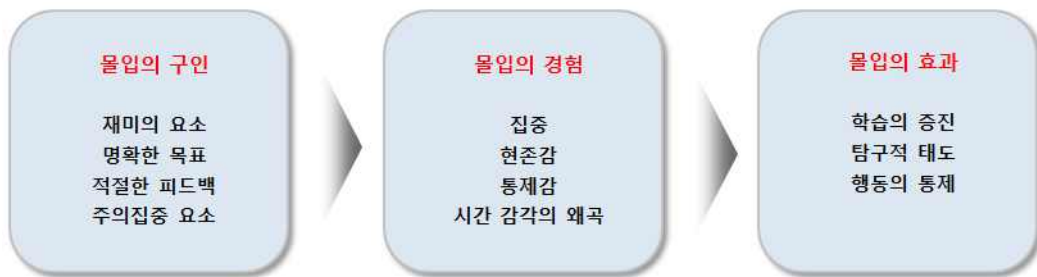 몰입의 구인
재미의 요소
명확한 목표
적절한 피드백
주의집중 요소
몰입의 경험
집중
현존감
통제감
시간 감각의 왜곡
몰입의 효과
학습의 증진
탐구적 태도
행동의 통제